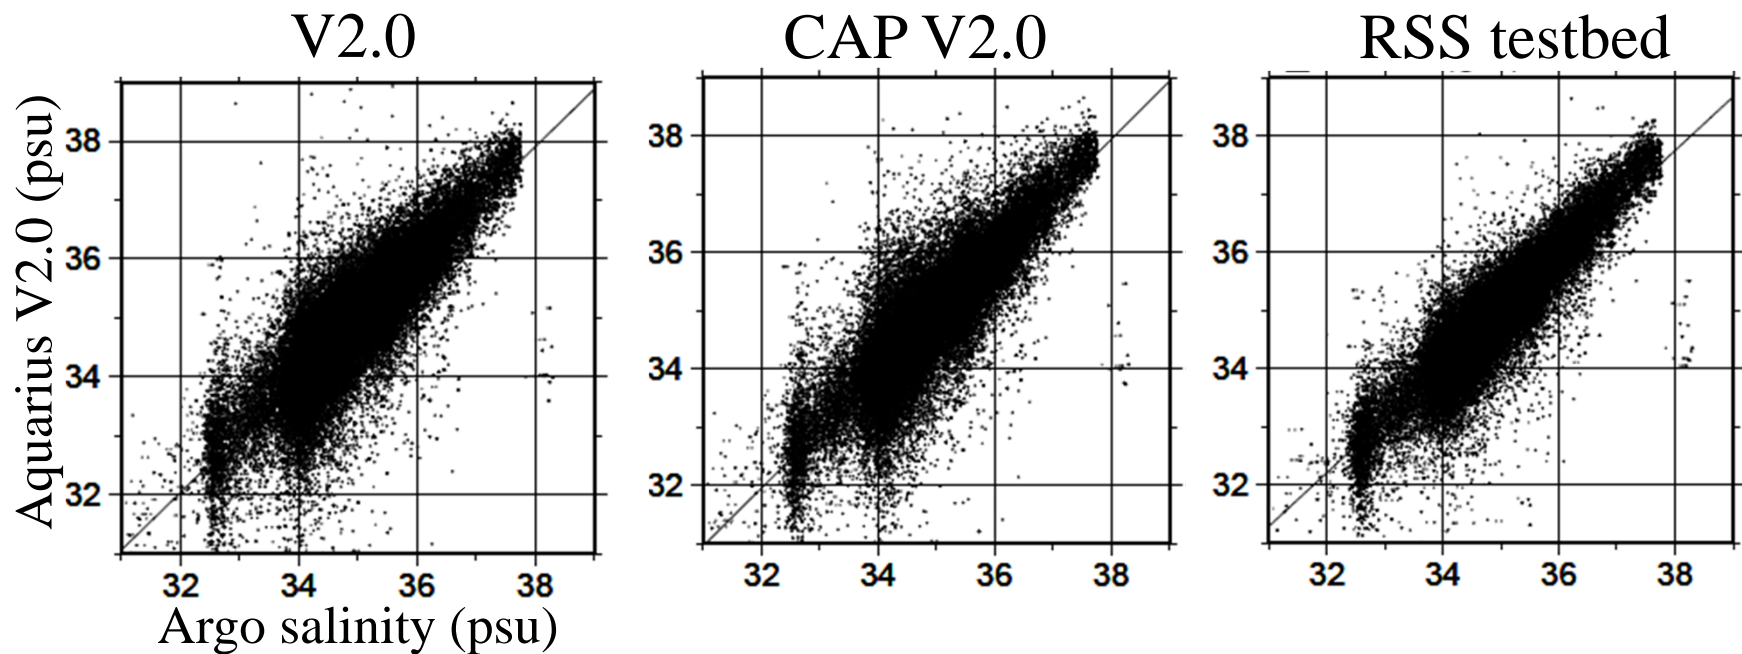 V2.0 CAP V2.0 RSS testbed
Aquarius V2.0 (psu)
38 38 38
36 36 36
34 34 34
32 32 32
32 34 36 38 32 34 36 38 32 34 36 38
Argo salinity (psu)